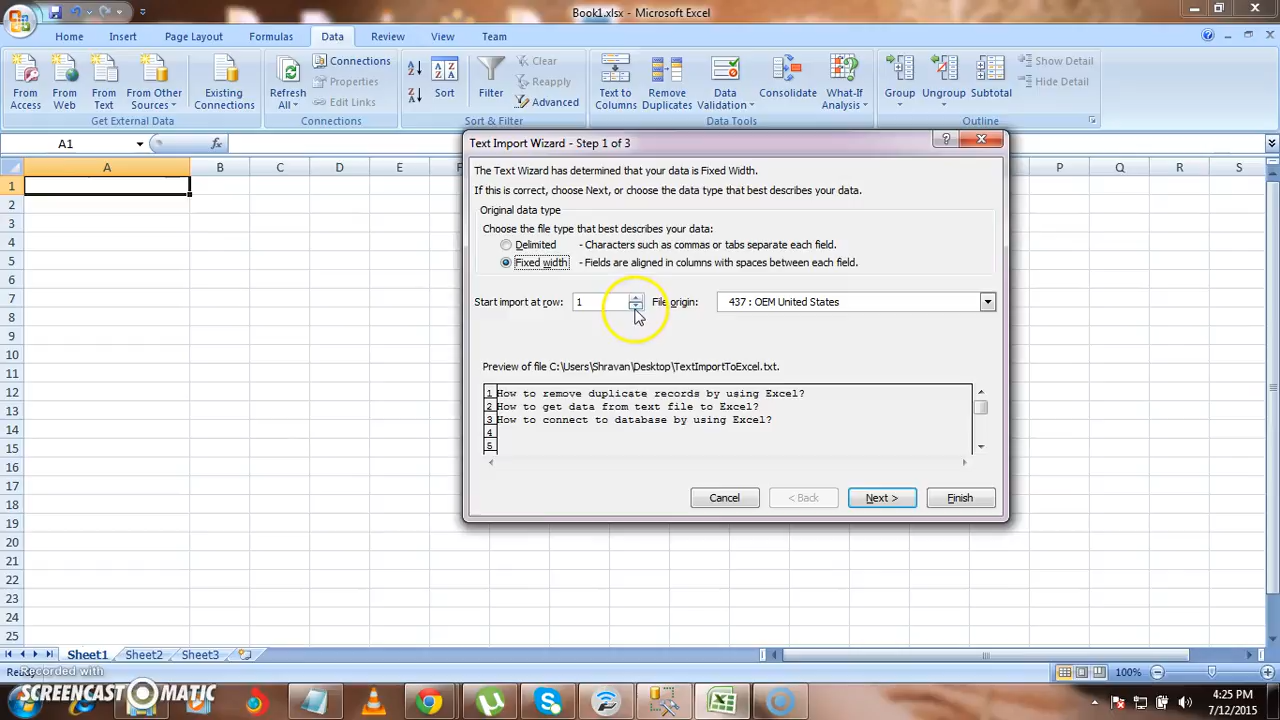 Book1.xlsx - Microsoft Excel
Home Insert Page Layout Formulas Data Review View Team
From Access
From Web
From Text
From Other Sources
Existing Connections
Get External Data
Refresh All
Connections
Properties
Edit Links
Connections
Sort
Filter
Clear
Reapply
Advanced
Sort & Filter
Text to Columns
Remove Duplicates
Data Validation
Consolidate
What-If Analysis
Data Tools
Group
Ungroup
Subtotal
Show Detail
Hide Detail
Outline
A1
fx
A B C D E F P Q R S
1
2
3
4
5
6
7
8
9
10
11
12
13
14
15
16
17
18
19
20
21
22
23
24
25
Text Import Wizard - Step 1 of 3
The Text Wizard has determined that your data is Fixed Width.
If this is correct, choose Next, or choose the data type that best describes your data.
Original data type
Choose the file type that best describes your data:
Delimited - Characters such as commas or tabs separate each field.
Fixed width - Fields are aligned in columns with spaces between each field.
Start import at row: 1 File origin: 437 : OEM United States
Preview of file C:\Users\Shravan\Desktop\TextImportToExcel.txt.
1 How to remove duplicate records by using Excel?
2 How to get data from text file to Excel?
3 How to connect to database by using Excel?
4
5
Cancel < Back Next > Finish
Sheet1 Sheet2 Sheet3
Recorded with
SCREENCAST MATIC
100%
4:25 PM
7/12/2015